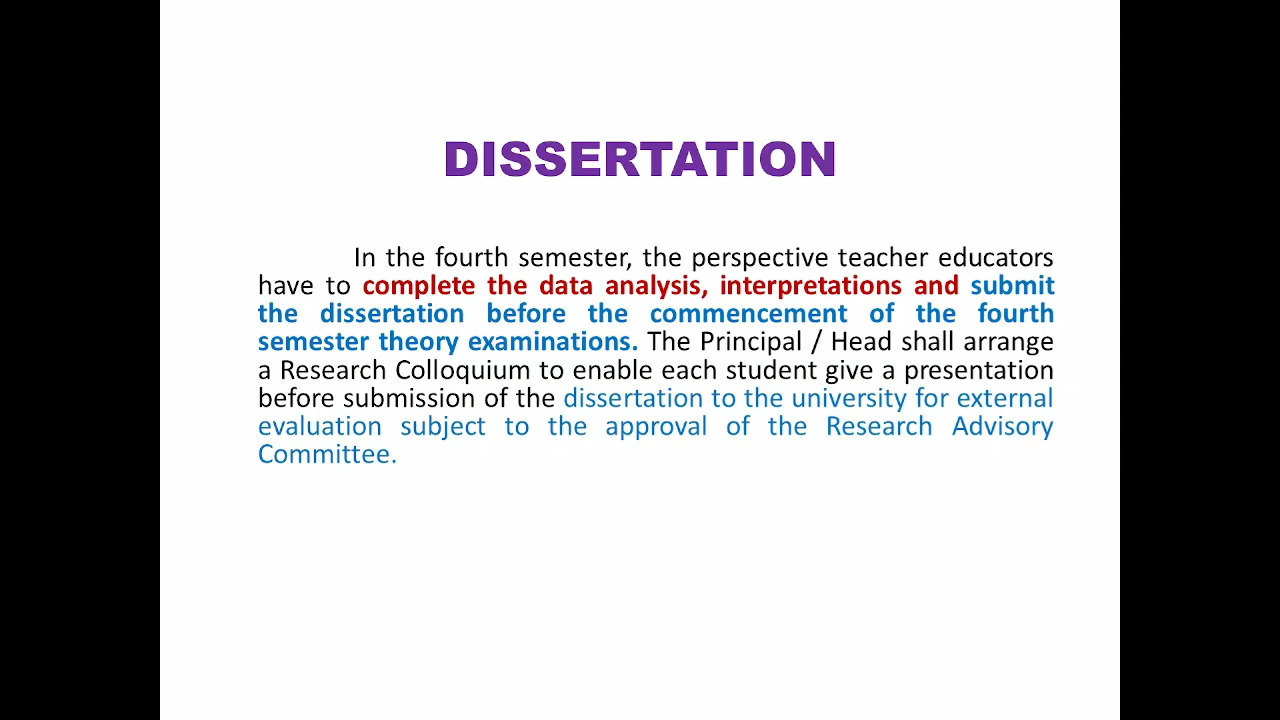 DISSERTATION
In the fourth semester, the perspective teacher educators
have to complete the data analysis, interpretations and submit
the dissertation before the commencement of the fourth
semester theory examinations. The Principal / Head shall arrange
a Research Colloquium to enable each student give a presentation
before submission of the dissertation to the university for external
evaluation subject to the approval of the Research Advisory
Committee.